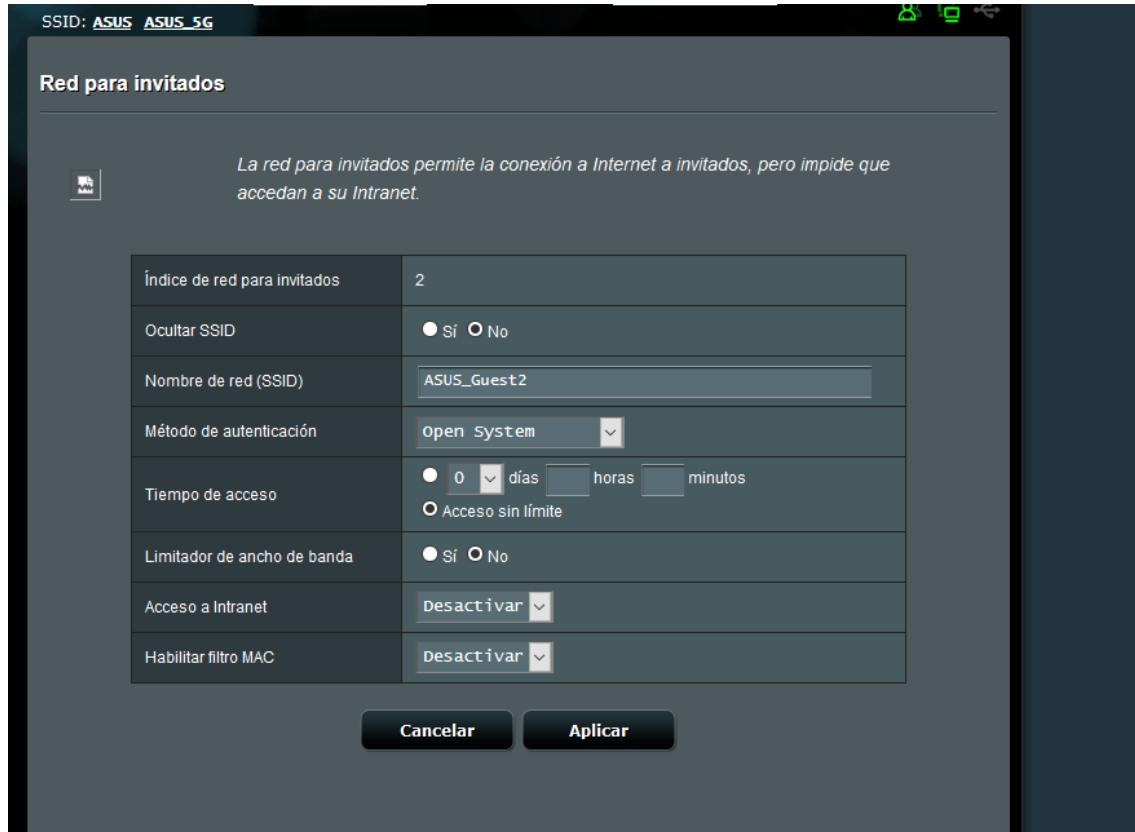 SSID: ASUS ASUS_5G
Red para invitados
La red para invitados permite la conexión a Internet a invitados, pero impide que
accedan a su Intranet.
Índice de red para invitados 2
Ocultar SSID Sí No
Nombre de red (SSID) ASUS_Guest2
Método de autenticación Open System
Tiempo de acceso 0 días horas minutos
Acceso sin límite
Limitador de ancho de banda Sí No
Acceso a Intranet Desactivar
Habilitar filtro MAC Desactivar
Cancelar Aplicar